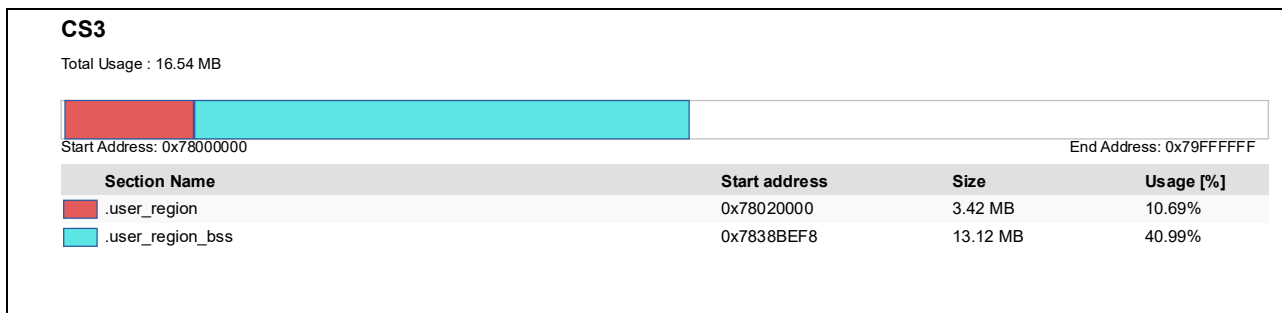 CS3
Total Usage : 16.54 MB
Start Address: 0x78000000 End Address: 0x79FFFFFF
Section Name Start address Size Usage [%]
.user_region 0x78020000 3.42 MB 10.69%
.user_region_bss 0x7838BEF8 13.12 MB 40.99%